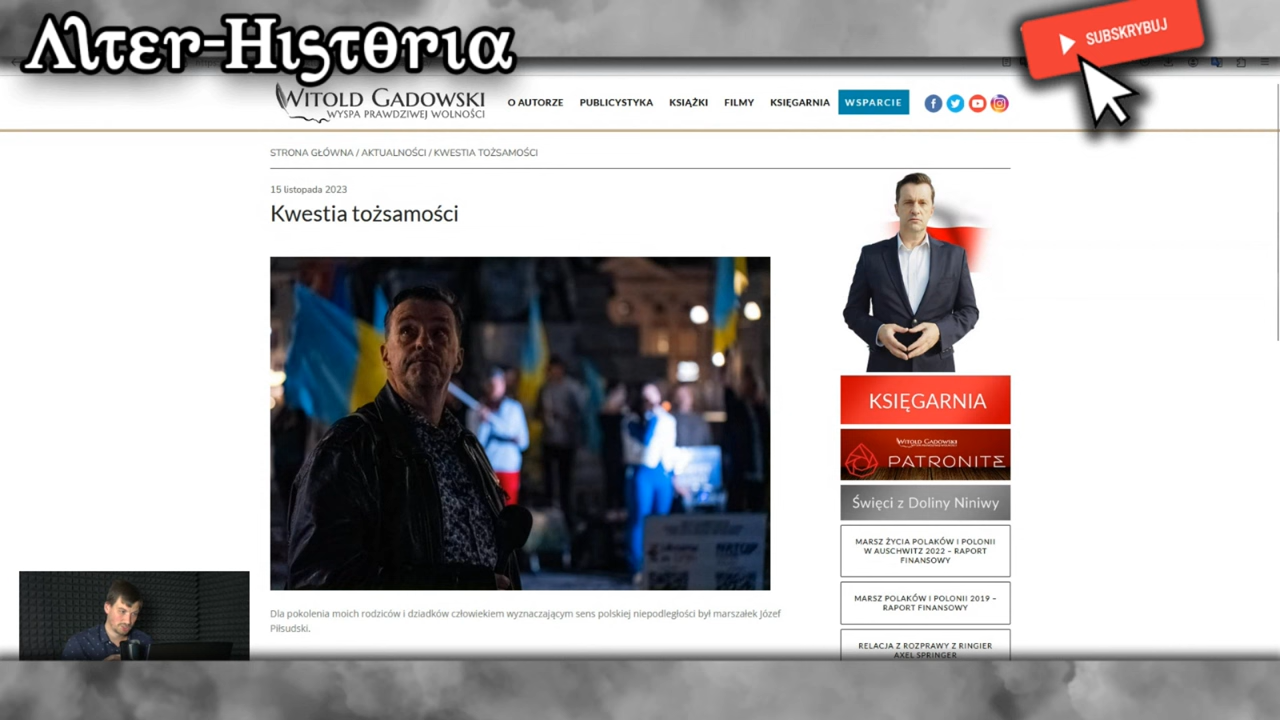 Alter-Historia
SUBSKRYBUJ
WITOLD GADOWSKI
WYSPA PRAWDZIWEJ WOLNOŚCI
O AUTORZE PUBLICYSTYKA KSIĄŻKI FILMY KSIĘGARNIA WSPARCIE
STRONA GŁÓWNA / AKTUALNOŚCI / KWESTIA TOŻSAMOŚCI
15 listopada 2023
Kwestia tożsamości
Dla pokolenia moich rodziców i dziadków człowiekiem wyznaczającym sens polskiej niepodległości był marszałek Józef
Piłsudski.
KSIĘGARNIA
WITOLD GADOWSKI
PATRONITE
Święci z Doliny Niniwy
MARSZ ŻYCIA POLAKÓW I POLONII
W AUSCHWITZ 2022 – RAPORT
FINANSOWY
MARSZ POLAKÓW I POLONII 2019 –
RAPORT FINANSOWY
RELACJA Z ROZPRAWY Z RINGIER
AXEL SPRINGER